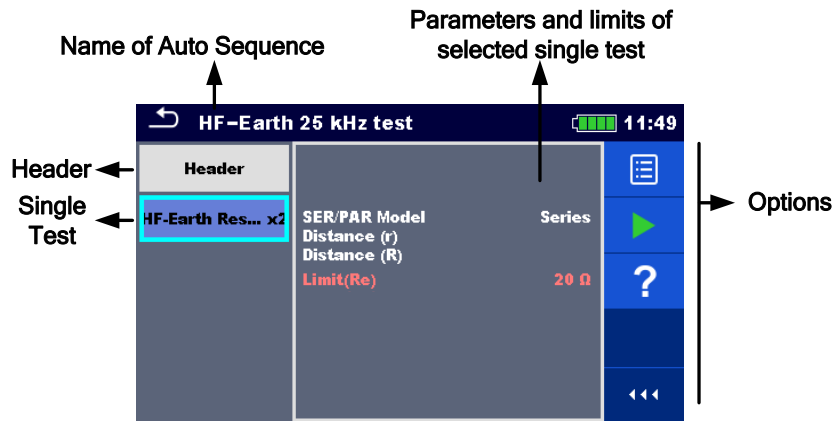 Parameters and limits of
selected single test
Name of Auto Sequence
HF-Earth 25 kHz test 11:49
Header
Header
Single
Test
HF-Earth Res... x2
SER/PAR Model Series
Distance (r)
Distance (R)
Limit(Re) 20 Ω
?
Options